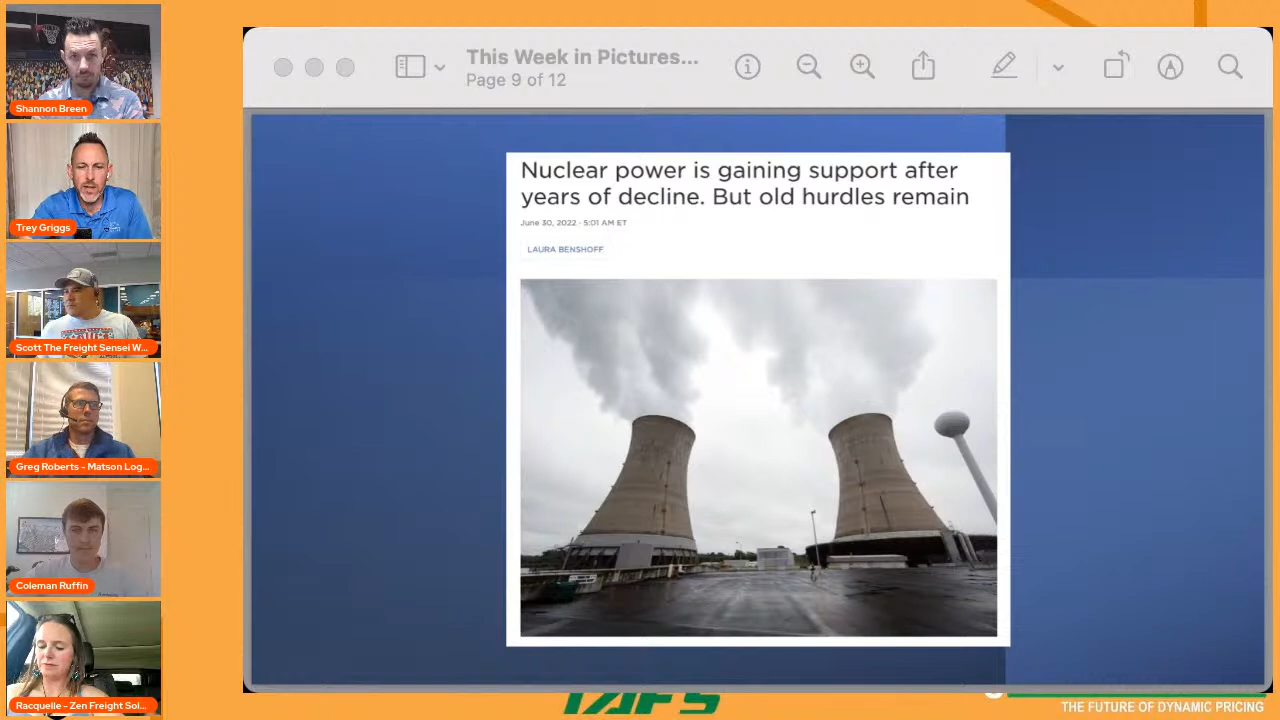 Shannon Breen
Trey Griggs
Scott The Freight Sensei W...
Greg Roberts - Matson Log...
Coleman Ruffin
Racquelle - Zen Freight Sol...
This Week in Pictures...
Page 9 of 12
Nuclear power is gaining support after
years of decline. But old hurdles remain
June 30, 2022 · 5:01 AM ET
LAURA BENSHOFF
TAFS
THE FUTURE OF DYNAMIC PRICING